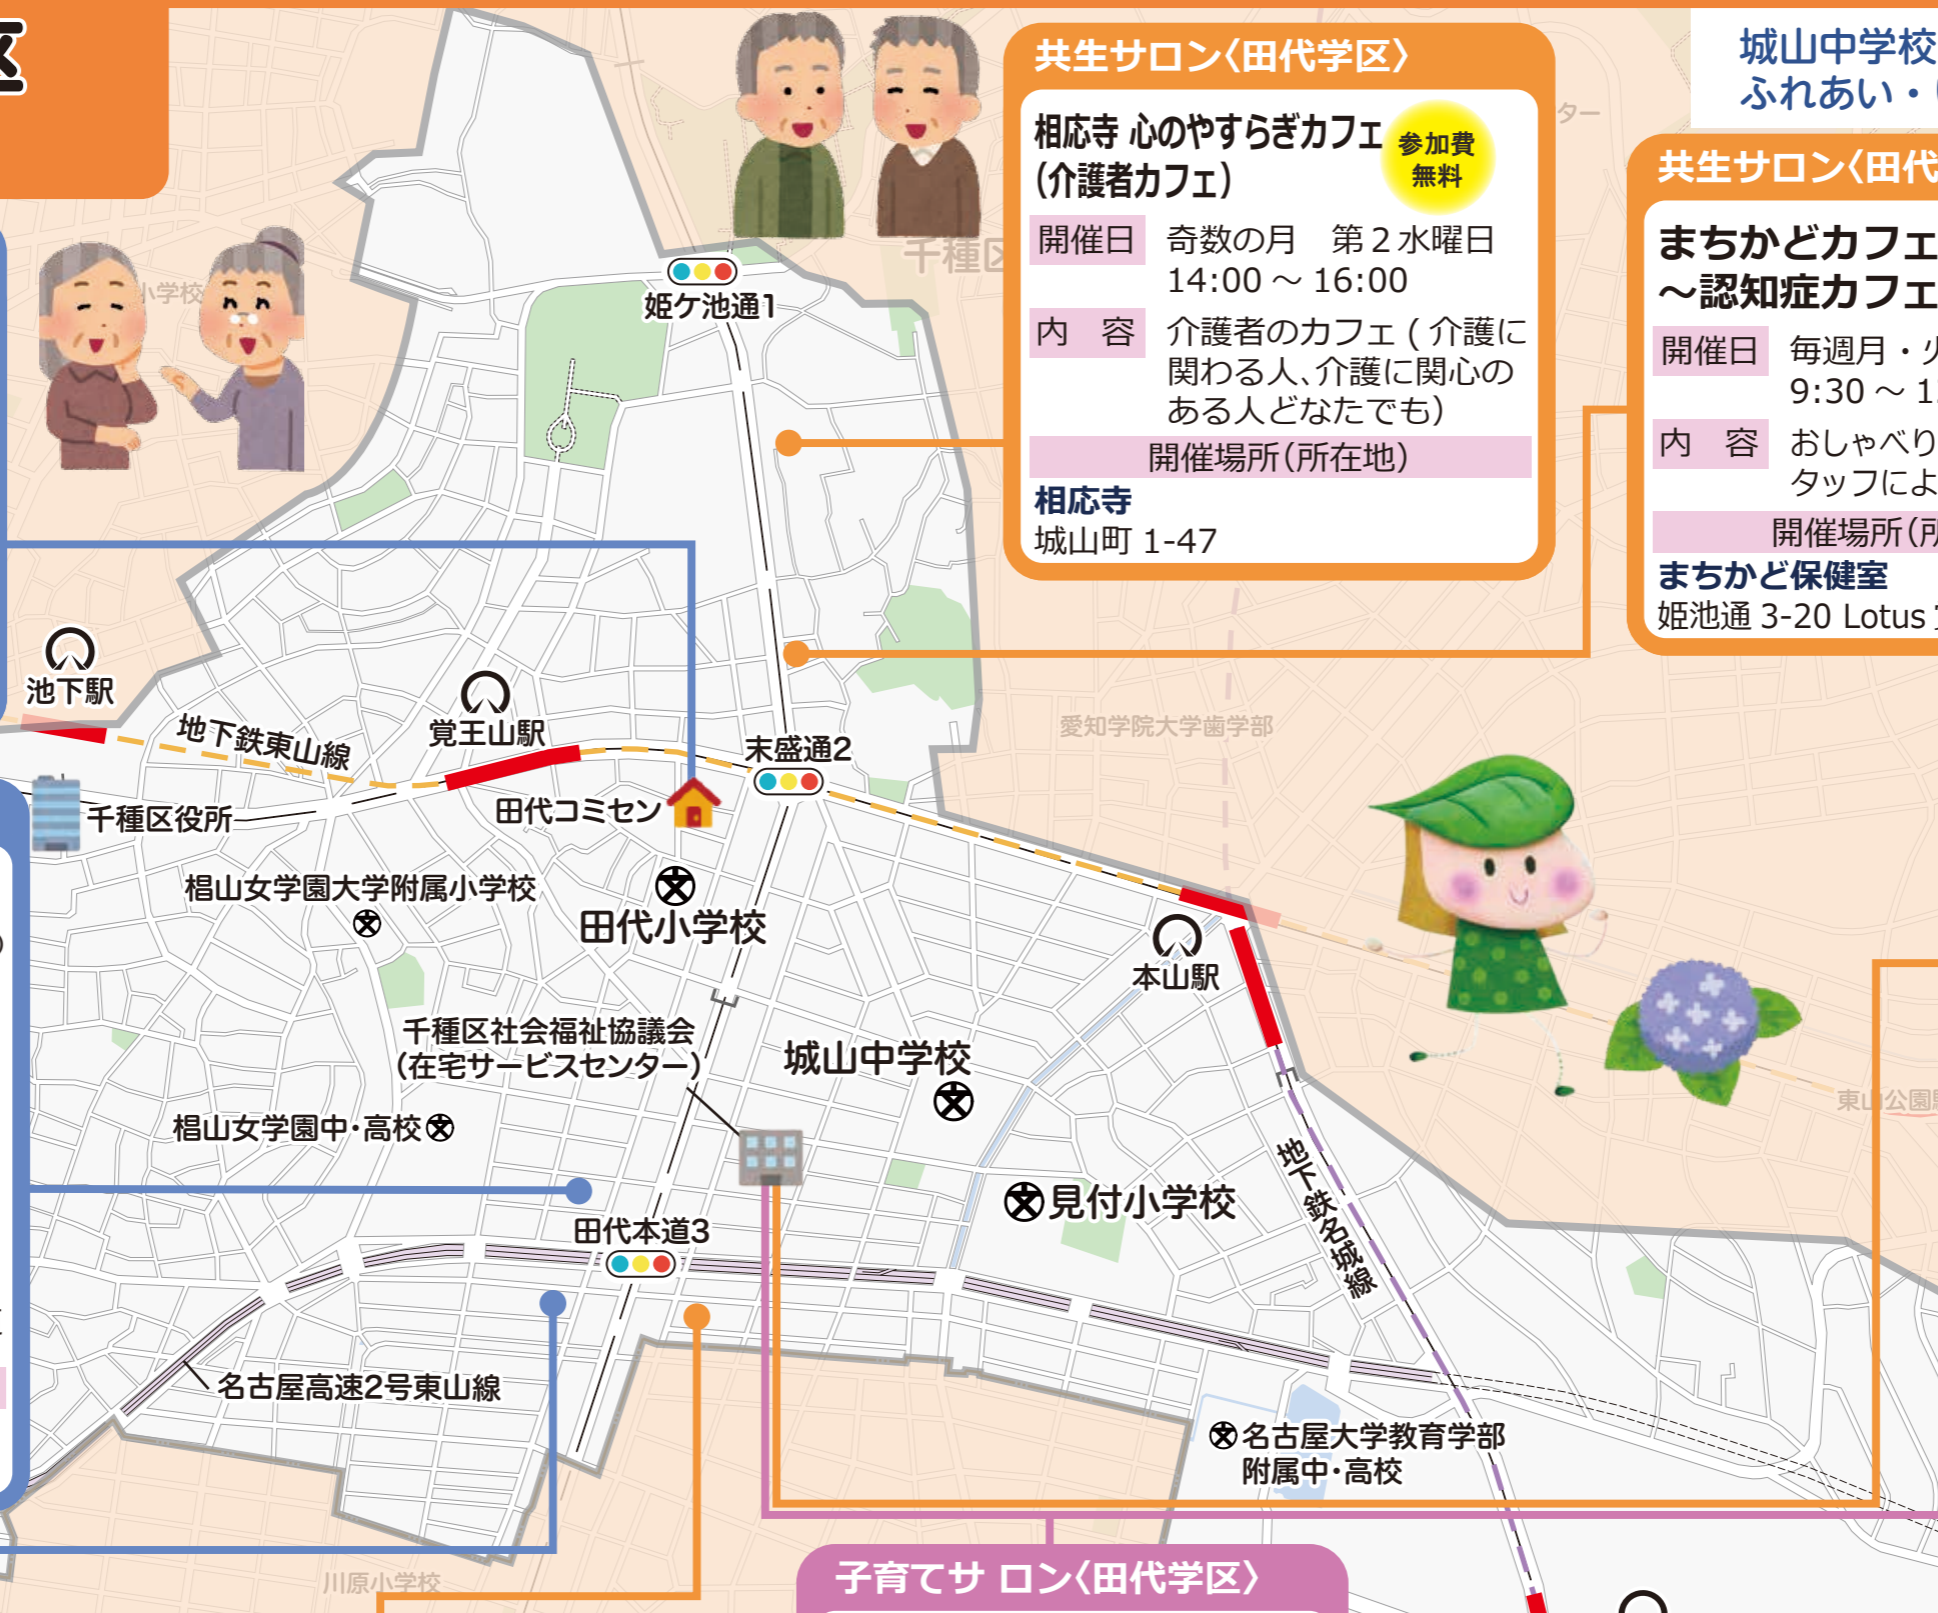 区
共生サロン〈田代学区〉
相応寺 心のやすらぎカフェ
(介護者カフェ)
参加費
無料
開催日 奇数の月 第2水曜日
14:00 ～ 16:00
内 容 介護者のカフェ ( 介護に
関わる人、介護に関心の
ある人どなたでも)
開催場所(所在地)
相応寺
城山町 1-47
城山中学校
ふれあい・
共生サロン〈田代
まちかどカフェ
～認知症カフェ
開催日 毎週月・火
9:30 ～ 1
内 容 おしゃべり
タッフによ
開催場所(所
まちかど保健室
姫池通 3-20 Lotus
ター
千種区
小学校
姫ケ池通1
池下駅
地下鉄東山線
覚王山駅
末盛通2
愛知学院大学歯学部
千種区役所
田代コミセン
椙山女学園大学附属小学校
田代小学校
本山駅
千種区社会福祉協議会
(在宅サービスセンター)
城山中学校
椙山女学園中・高校
東山公園駅
見付小学校
地下鉄名城線
田代本道3
名古屋高速2号東山線
名古屋大学教育学部
附属中・高校
川原小学校
子育てサ ロン〈田代学区〉